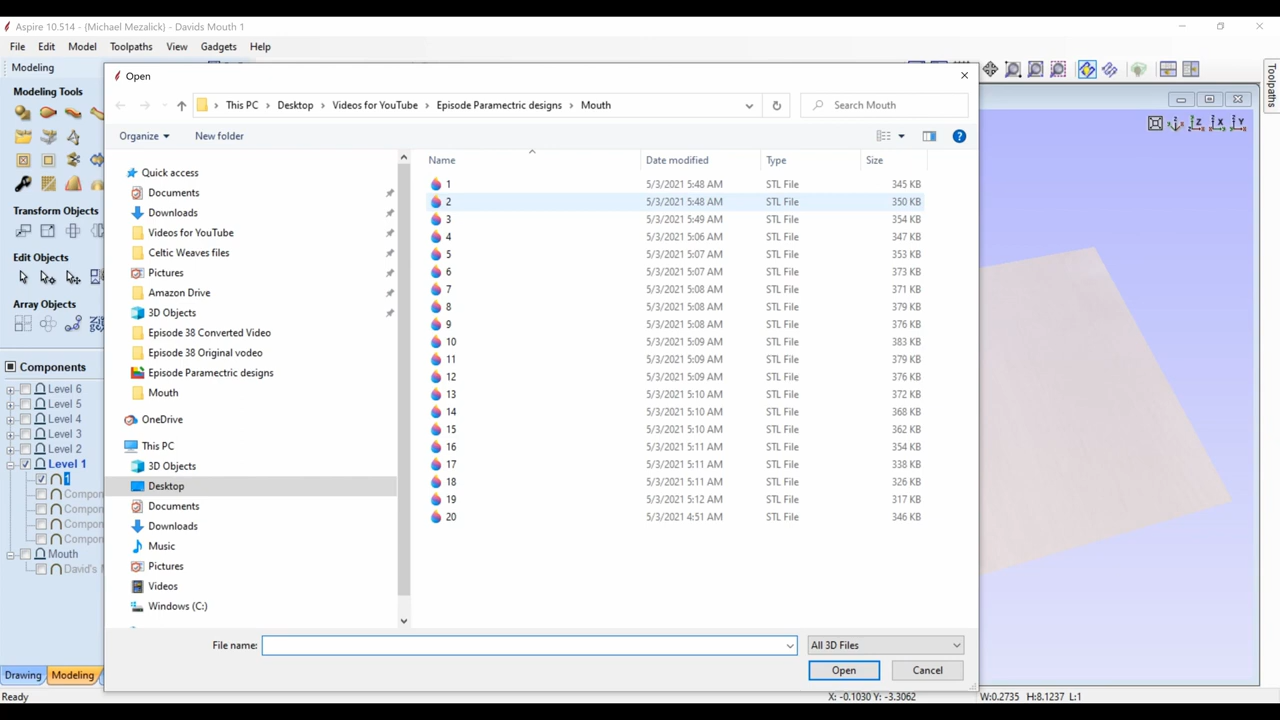 Aspire 10.514 - (Michael Mezalick) - Davids Mouth 1
File Edit Model Toolpaths View Gadgets Help
Modeling
Modeling Tools
Transform Objects
Edit Objects
Array Objects
Components
Level 6
Level 5
Level 4
Level 3
Level 2
Level 1
1
Compon
Compon
Compon
Compon
Mouth
David's M
Drawing Modeling
Ready
Open
This PC > Desktop > Videos for YouTube > Episode Parametric designs > Mouth
Search Mouth
Organize New folder
Quick access
Documents
Downloads
Videos for YouTube
Celtic Weaves files
Pictures
Amazon Drive
3D Objects
Episode 38 Converted Video
Episode 38 Original vodeo
Episode Parametric designs
Mouth
OneDrive
This PC
3D Objects
Desktop
Documents
Downloads
Music
Pictures
Videos
Windows (C:)
Name Date modified Type Size
1 5/3/2021 5:48 AM STL File 345 KB
2 5/3/2021 5:48 AM STL File 350 KB
3 5/3/2021 5:49 AM STL File 354 KB
4 5/3/2021 5:06 AM STL File 347 KB
5 5/3/2021 5:07 AM STL File 353 KB
6 5/3/2021 5:07 AM STL File 373 KB
7 5/3/2021 5:08 AM STL File 371 KB
8 5/3/2021 5:08 AM STL File 379 KB
9 5/3/2021 5:08 AM STL File 376 KB
10 5/3/2021 5:09 AM STL File 383 KB
11 5/3/2021 5:09 AM STL File 379 KB
12 5/3/2021 5:09 AM STL File 376 KB
13 5/3/2021 5:10 AM STL File 372 KB
14 5/3/2021 5:10 AM STL File 368 KB
15 5/3/2021 5:10 AM STL File 362 KB
16 5/3/2021 5:11 AM STL File 354 KB
17 5/3/2021 5:11 AM STL File 338 KB
18 5/3/2021 5:11 AM STL File 326 KB
19 5/3/2021 5:12 AM STL File 317 KB
20 5/3/2021 4:51 AM STL File 346 KB
File name: All 3D Files
Open Cancel
Z X Y
Toolpaths
X: -0.1030 Y: -3.3062 W:0.2735 H:8.1237 L:1